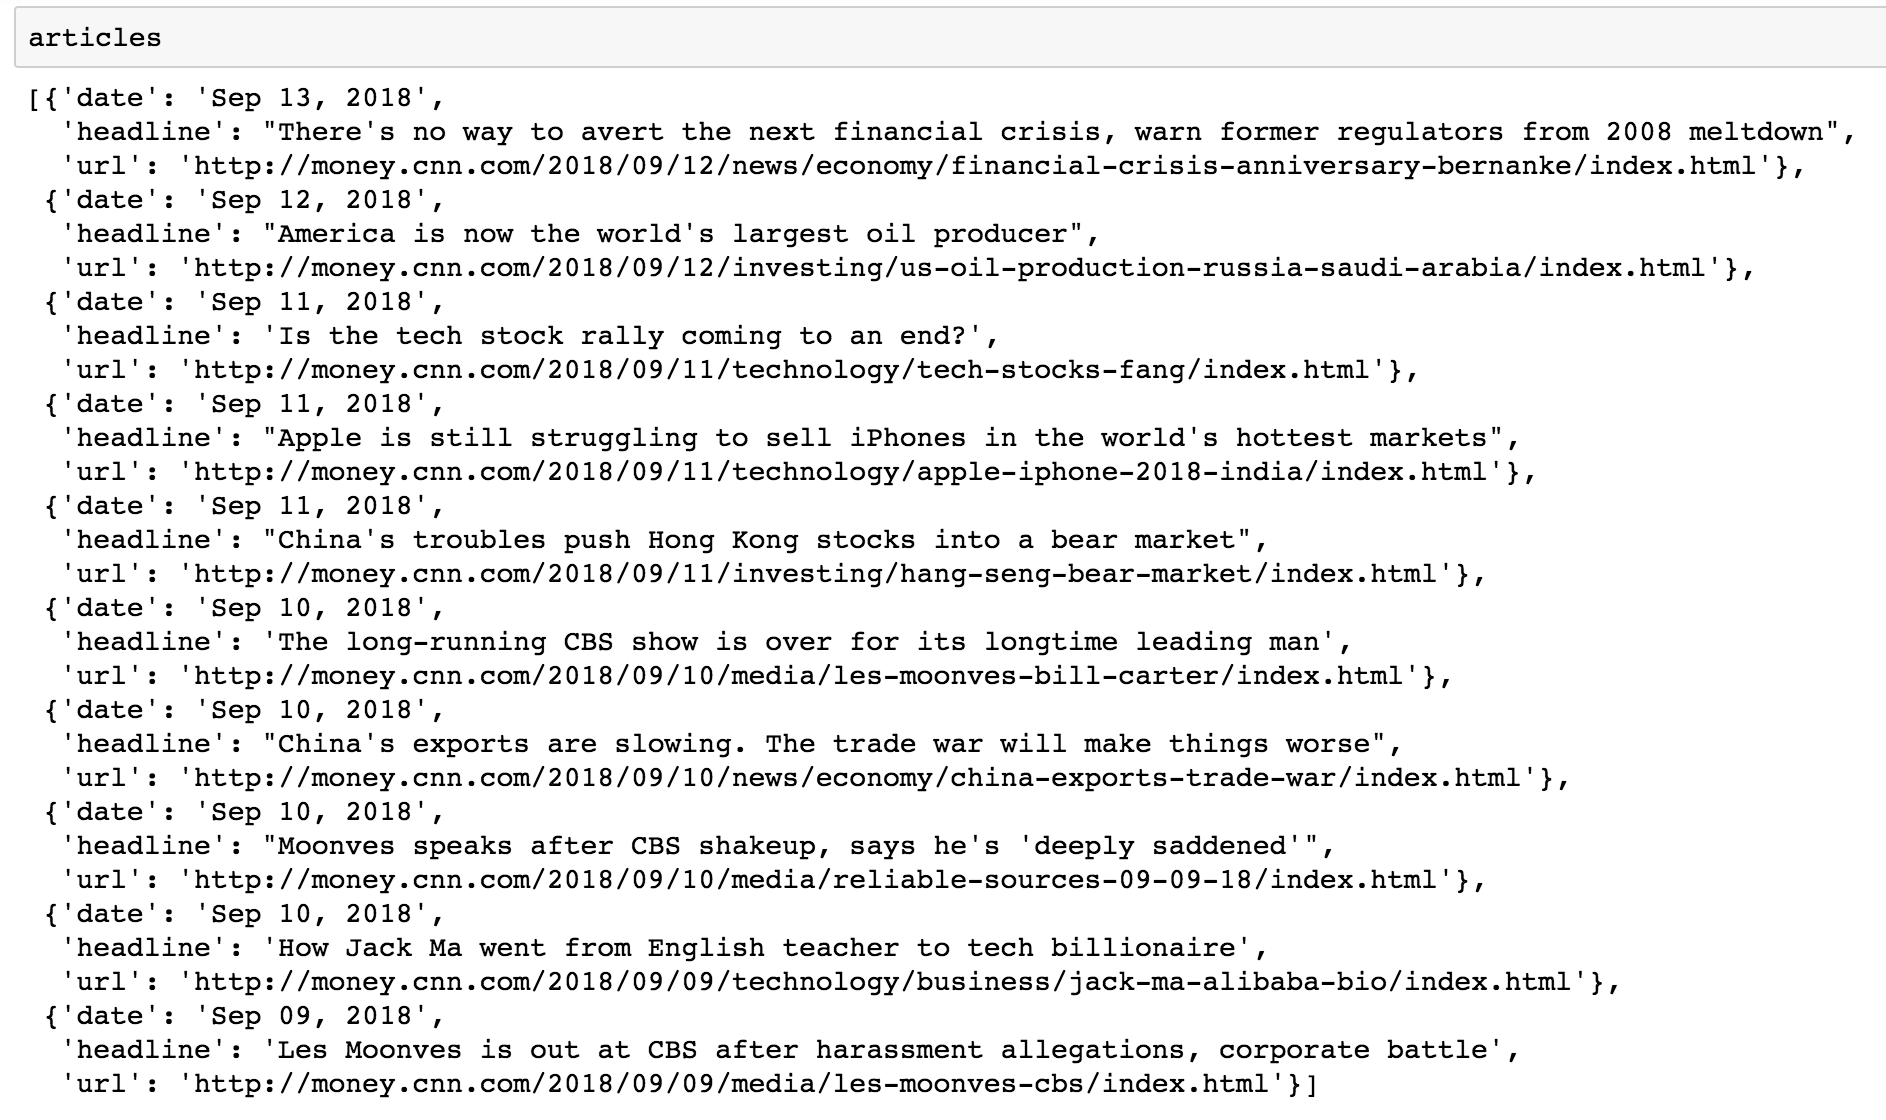 articles
[{'date': 'Sep 13, 2018',
'headline': "There's no way to avert the next financial crisis, warn former regulators from 2008 meltdown",
'url': 'http://money.cnn.com/2018/09/12/news/economy/financial-crisis-anniversary-bernanke/index.html'},
{'date': 'Sep 12, 2018',
'headline': "America is now the world's largest oil producer",
'url': 'http://money.cnn.com/2018/09/12/investing/us-oil-production-russia-saudi-arabia/index.html'},
{'date': 'Sep 11, 2018',
'headline': 'Is the tech stock rally coming to an end?',
'url': 'http://money.cnn.com/2018/09/11/technology/tech-stocks-fang/index.html'},
{'date': 'Sep 11, 2018',
'headline': "Apple is still struggling to sell iPhones in the world's hottest markets",
'url': 'http://money.cnn.com/2018/09/11/technology/apple-iphone-2018-india/index.html'},
{'date': 'Sep 11, 2018',
'headline': "China's troubles push Hong Kong stocks into a bear market",
'url': 'http://money.cnn.com/2018/09/11/investing/hang-seng-bear-market/index.html'},
{'date': 'Sep 10, 2018',
'headline': 'The long-running CBS show is over for its longtime leading man',
'url': 'http://money.cnn.com/2018/09/10/media/les-moonves-bill-carter/index.html'},
{'date': 'Sep 10, 2018',
'headline': "China's exports are slowing. The trade war will make things worse",
'url': 'http://money.cnn.com/2018/09/10/news/economy/china-exports-trade-war/index.html'},
{'date': 'Sep 10, 2018',
'headline': "Moonves speaks after CBS shakeup, says he's 'deeply saddened'",
'url': 'http://money.cnn.com/2018/09/10/media/reliable-sources-09-09-18/index.html'},
{'date': 'Sep 10, 2018',
'headline': 'How Jack Ma went from English teacher to tech billionaire',
'url': 'http://money.cnn.com/2018/09/09/technology/business/jack-ma-alibaba-bio/index.html'},
{'date': 'Sep 09, 2018',
'headline': 'Les Moonves is out at CBS after harassment allegations, corporate battle',
'url': 'http://money.cnn.com/2018/09/09/media/les-moonves-cbs/index.html'}]